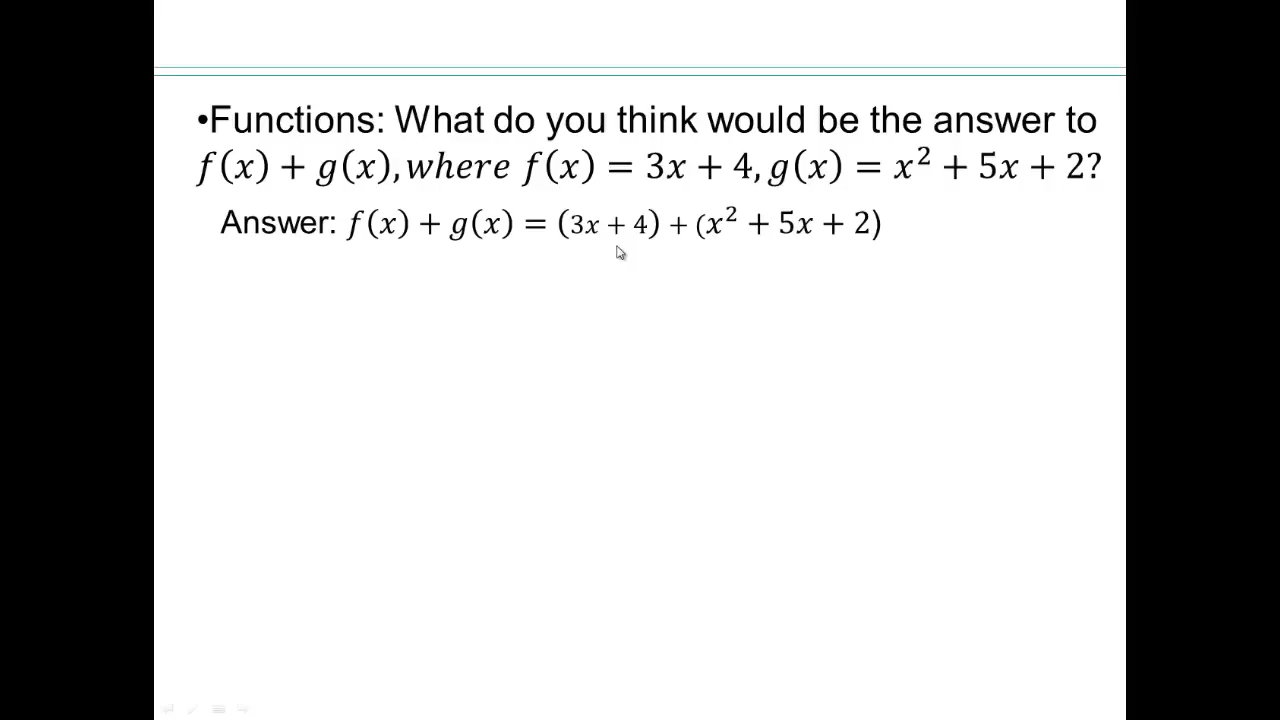 •Functions: What do you think would be the answer to
f(x) + g(x), where f(x) = 3x + 4, g(x) = x² + 5x + 2?
Answer: f(x) + g(x) = (3x + 4) + (x² + 5x + 2)